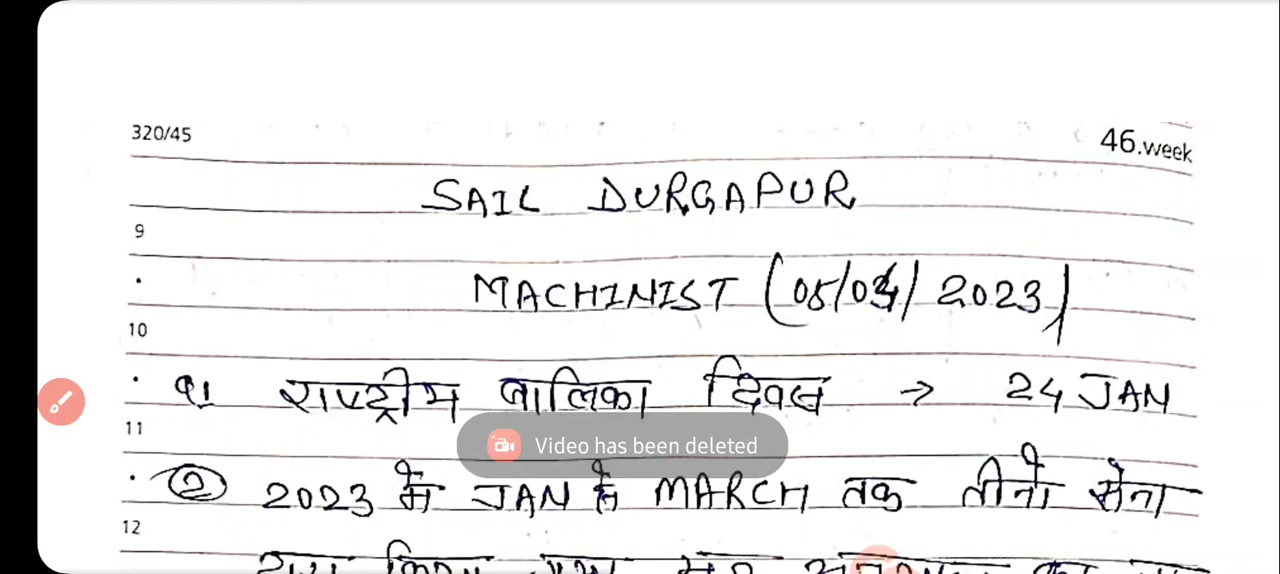 320/45
46.week
SAIL DURGAPUR
9
MACHINIST (05/04/2023)
10
Q1 राष्ट्रीय बालिका दिवस → 24 JAN
11
Video has been deleted
② 2023 में JAN से MARCH तक तीनो सेना
12